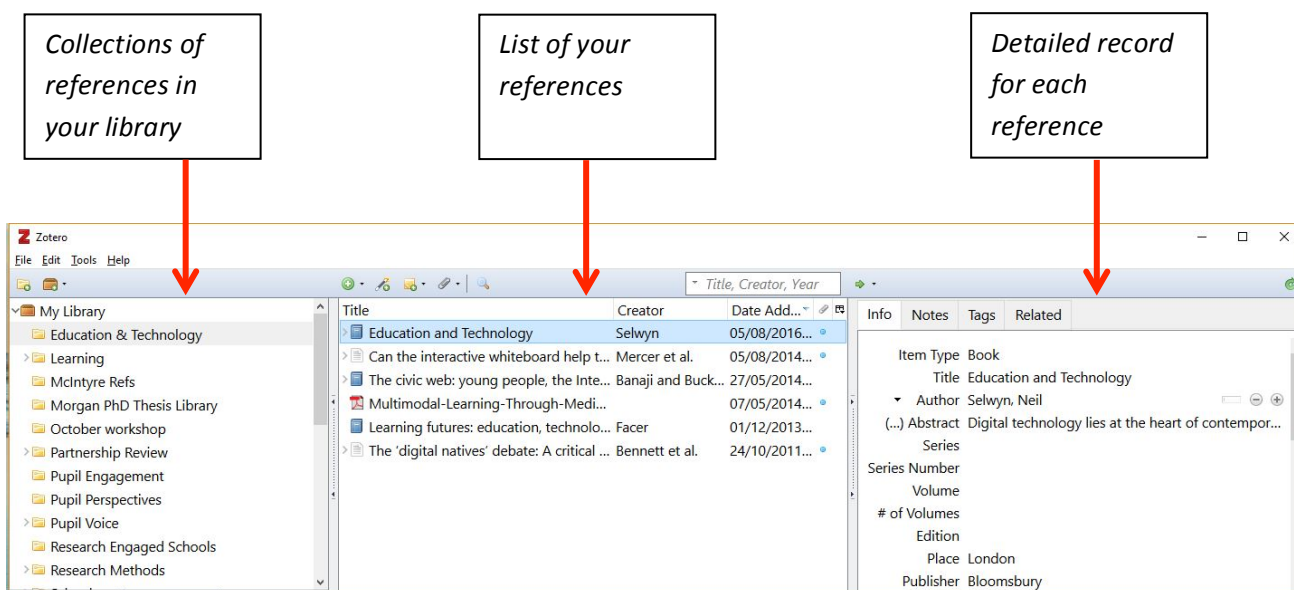 Collections of
references in
your library
List of your
references
Detailed record
for each
reference
Zotero
File Edit Tools Help
Title, Creator, Year
My Library
Education & Technology
Learning
McIntyre Refs
Morgan PhD Thesis Library
October workshop
Partnership Review
Pupil Engagement
Pupil Perspectives
Pupil Voice
Research Engaged Schools
Research Methods
Title Creator Date Add...
Education and Technology Selwyn 05/08/2016...
Can the interactive whiteboard help t... Mercer et al. 05/08/2014...
The civic web: young people, the Inte... Banaji and Buck... 27/05/2014...
Multimodal-Learning-Through-Medi... 07/05/2014...
Learning futures: education, technolo... Facer 01/12/2013...
The 'digital natives' debate: A critical ... Bennett et al. 24/10/2011...
Info Notes Tags Related
Item Type Book
Title Education and Technology
Author Selwyn, Neil
(...) Abstract Digital technology lies at the heart of contempor...
Series
Series Number
Volume
# of Volumes
Edition
Place London
Publisher Bloomsbury